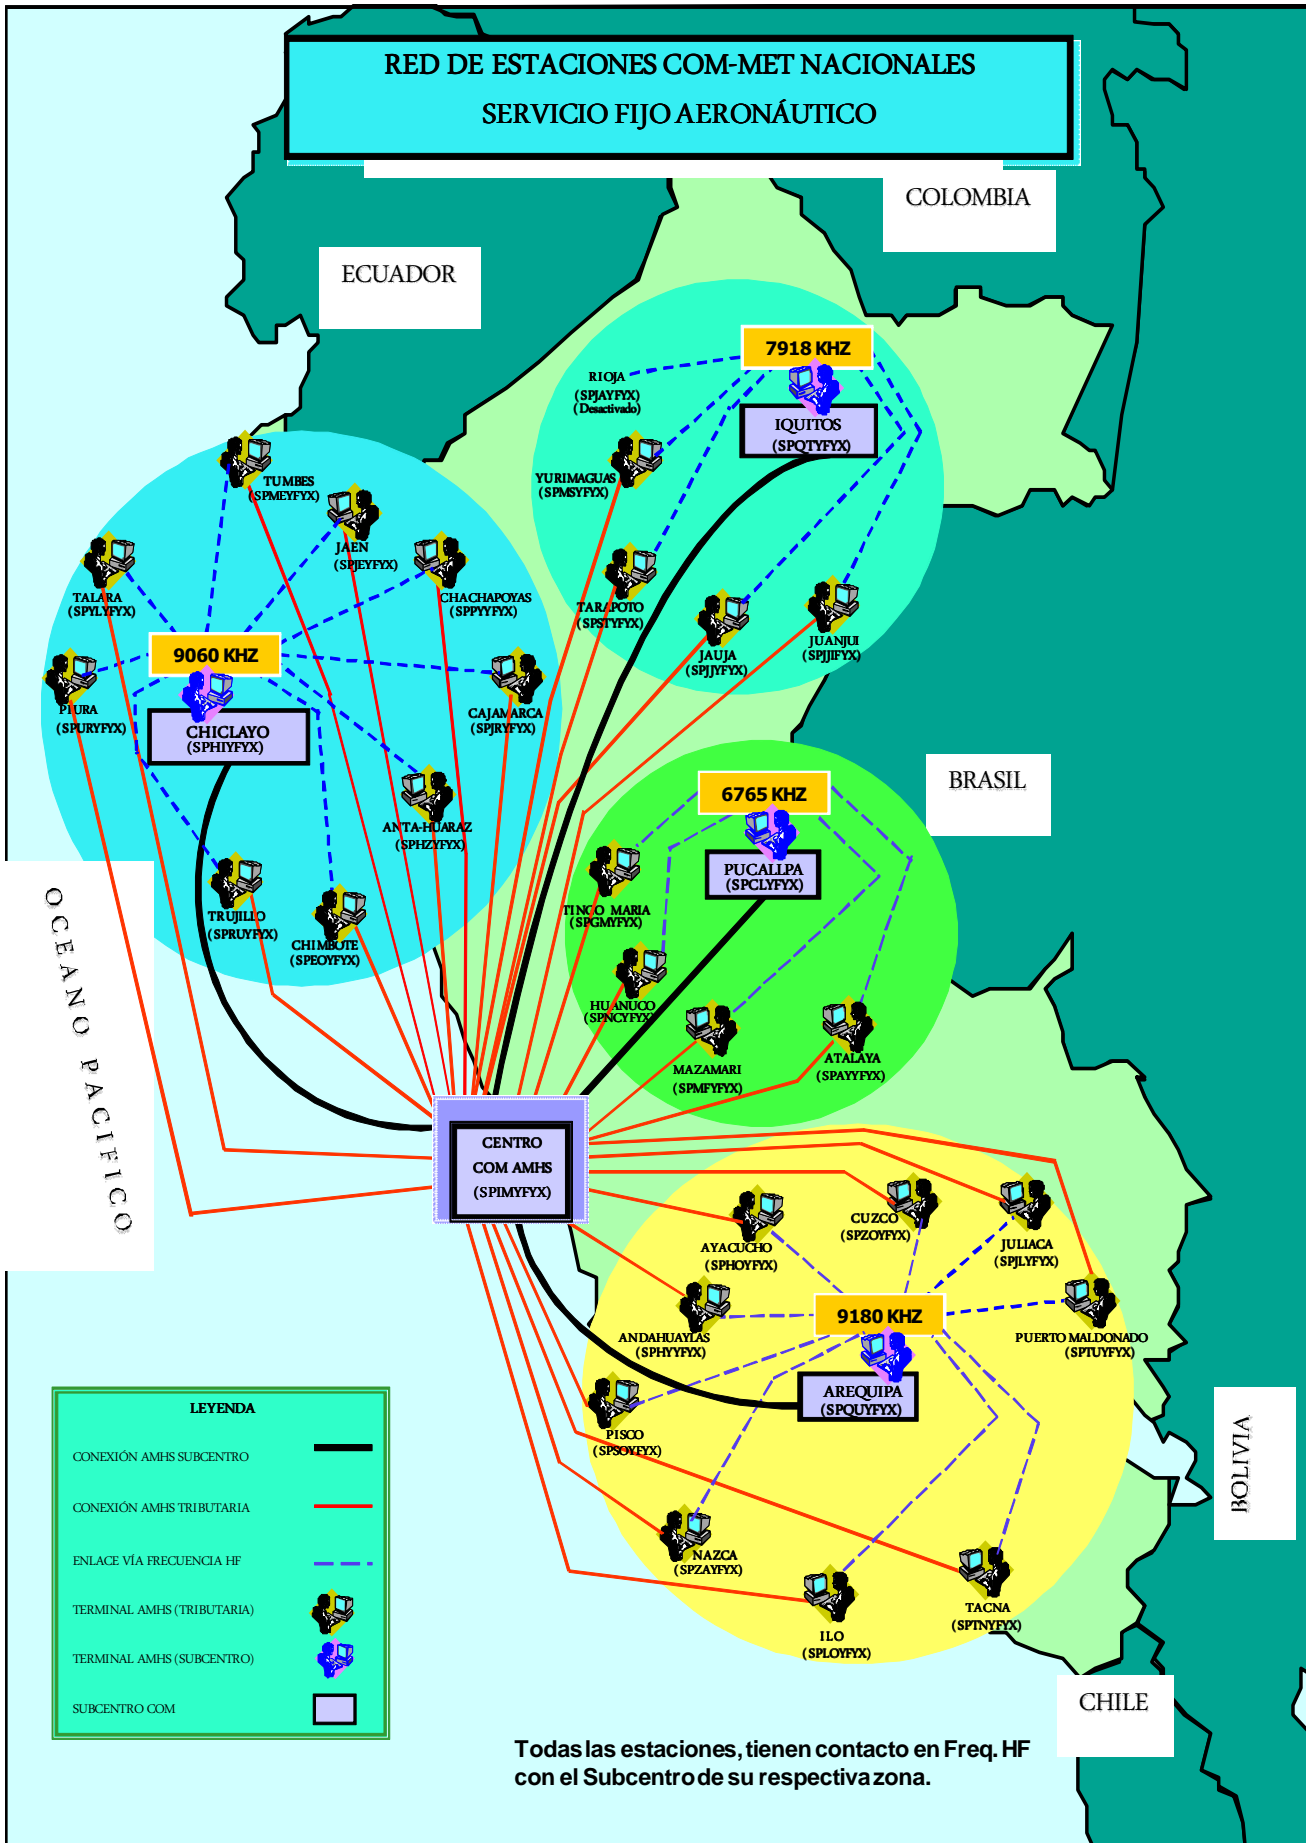 RED DE ESTACIONES COM-MET NACIONALES
SERVICIO FIJO AERONÁUTICO
COLOMBIA
ECUADOR
7918 KHZ
RIOJA
(SPJAYFYX)
(Desactivado)
IQUITOS
(SPQTYFYX)
YURIMAGUAS
(SPMSYFYX)
TUMBES
(SPMEYFYX)
JAEN
(SPJEYFYX)
CHACHAPOYAS
(SPPYYFYX)
TALARA
(SPYLYFYX)
TARAPOTO
(SPSTYFYX)
JAUJA
(SPJJYFYX)
JUANJUI
(SPJJIFYX)
9060 KHZ
PIURA
(SPURYFYX)
CHICLAYO
(SPHIYFYX)
CAJAMARCA
(SPJRYFYX)
BRASIL
6765 KHZ
ANTA-HUARAZ
(SPHZYFYX)
PUCALLPA
(SPCLYFYX)
TRUJILLO
(SPRUYFYX)
CHIMBOTE
(SPEOYFYX)
TINGO MARIA
(SPGMYFYX)
HUANUCO
(SPNCYFYX)
MAZAMARI
(SPMFYFYX)
ATALAYA
(SPAYYFYX)
OCEANO PACIFICO
CENTRO
COM AMHS
(SPIMYFYX)
AYACUCHO
(SPHOYFYX)
CUZCO
(SPZOYFYX)
JULIACA
(SPJLYFYX)
9180 KHZ
ANDAHUAYLAS
(SPHYYFYX)
PUERTO MALDONADO
(SPTUYFYX)
AREQUIPA
(SPQUYFYX)
PISCO
(SPSOYFYX)
BOLIVIA
NAZCA
(SPZAYFYX)
ILO
(SPLOYFYX)
TACNA
(SPTNYFYX)
CHILE
LEYENDA
CONEXIÓN AMHS SUBCENTRO
CONEXIÓN AMHS TRIBUTARIA
ENLACE VÍA FRECUENCIA HF
TERMINAL AMHS (TRIBUTARIA)
TERMINAL AMHS (SUBCENTRO)
SUBCENTRO COM
Todas las estaciones, tienen contacto en Freq. HF
con el Subcentro de su respectiva zona.